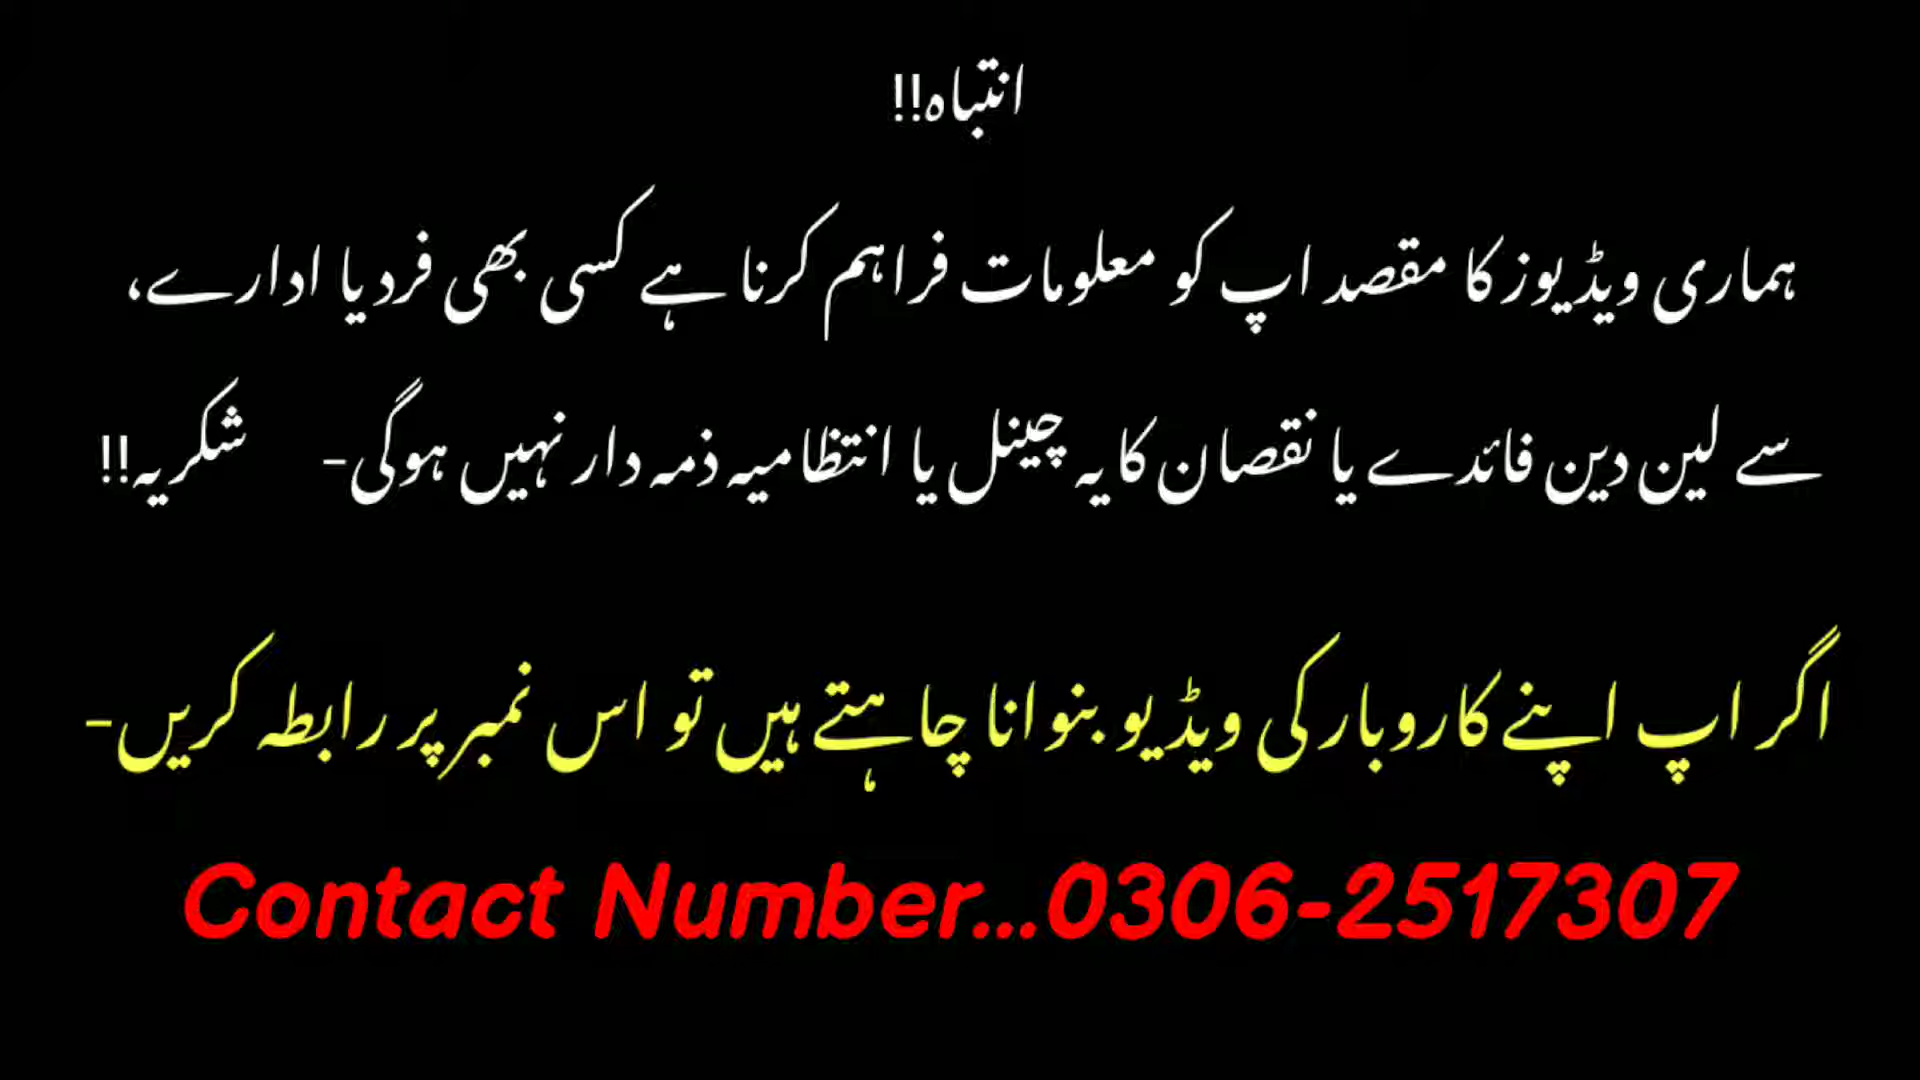 انتباہ!!
ہماری ویڈیوز کا مقصد اپ کو معلومات فراہم کرنا ہے کسی بھی فرد یا ادارے،
سے لین دین فائدے یا نقصان کا یہ چینل یا انتظامیہ ذمہ دار نہیں ہوگی- شکریہ!!
اگر اپ اپنے کاروبار کی ویڈیو بنوانا چاہتے ہیں تو اس نمبر پر رابطہ کریں-
Contact Number...0306-2517307